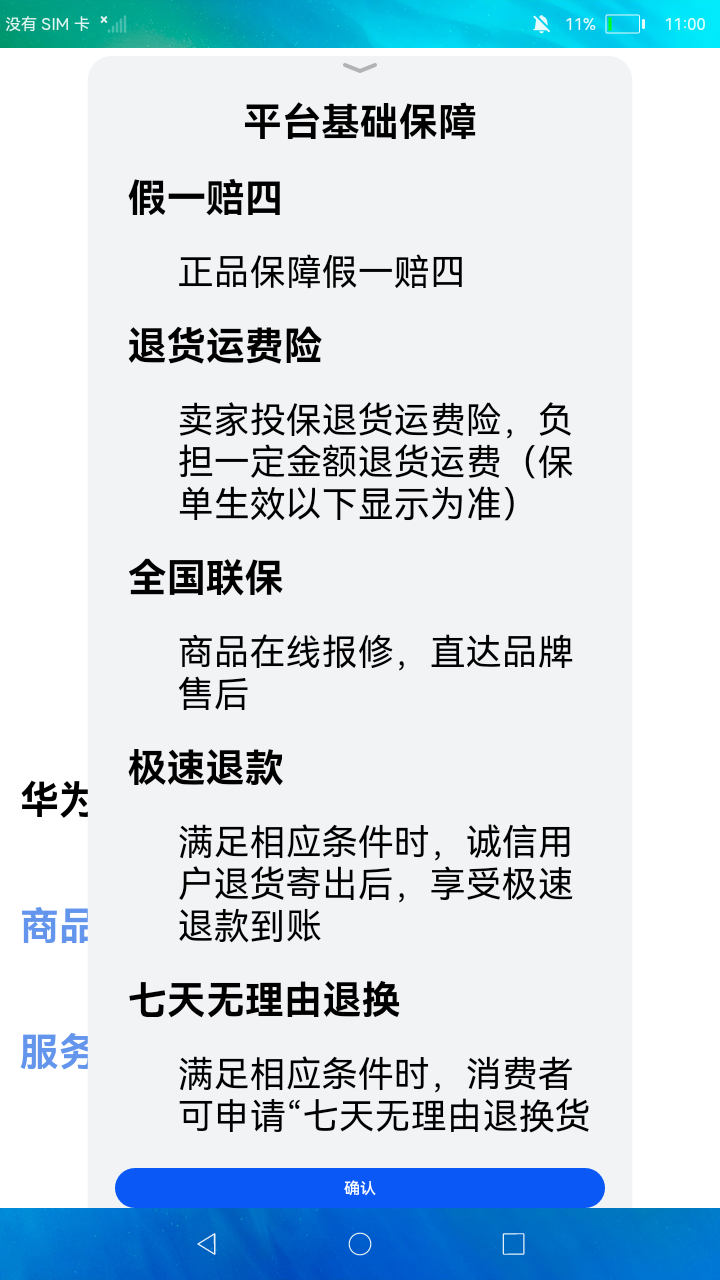 没有 SIM 卡
11%
11:00
平台基础保障
假一赔四
正品保障假一赔四
退货运费险
卖家投保退货运费险，负
担一定金额退货运费（保
单生效以下显示为准）
全国联保
商品在线报修，直达品牌
售后
极速退款
华为
满足相应条件时，诚信用
户退货寄出后，享受极速
退款到账
商品
七天无理由退换
服务
满足相应条件时，消费者
可申请“七天无理由退换货
确认